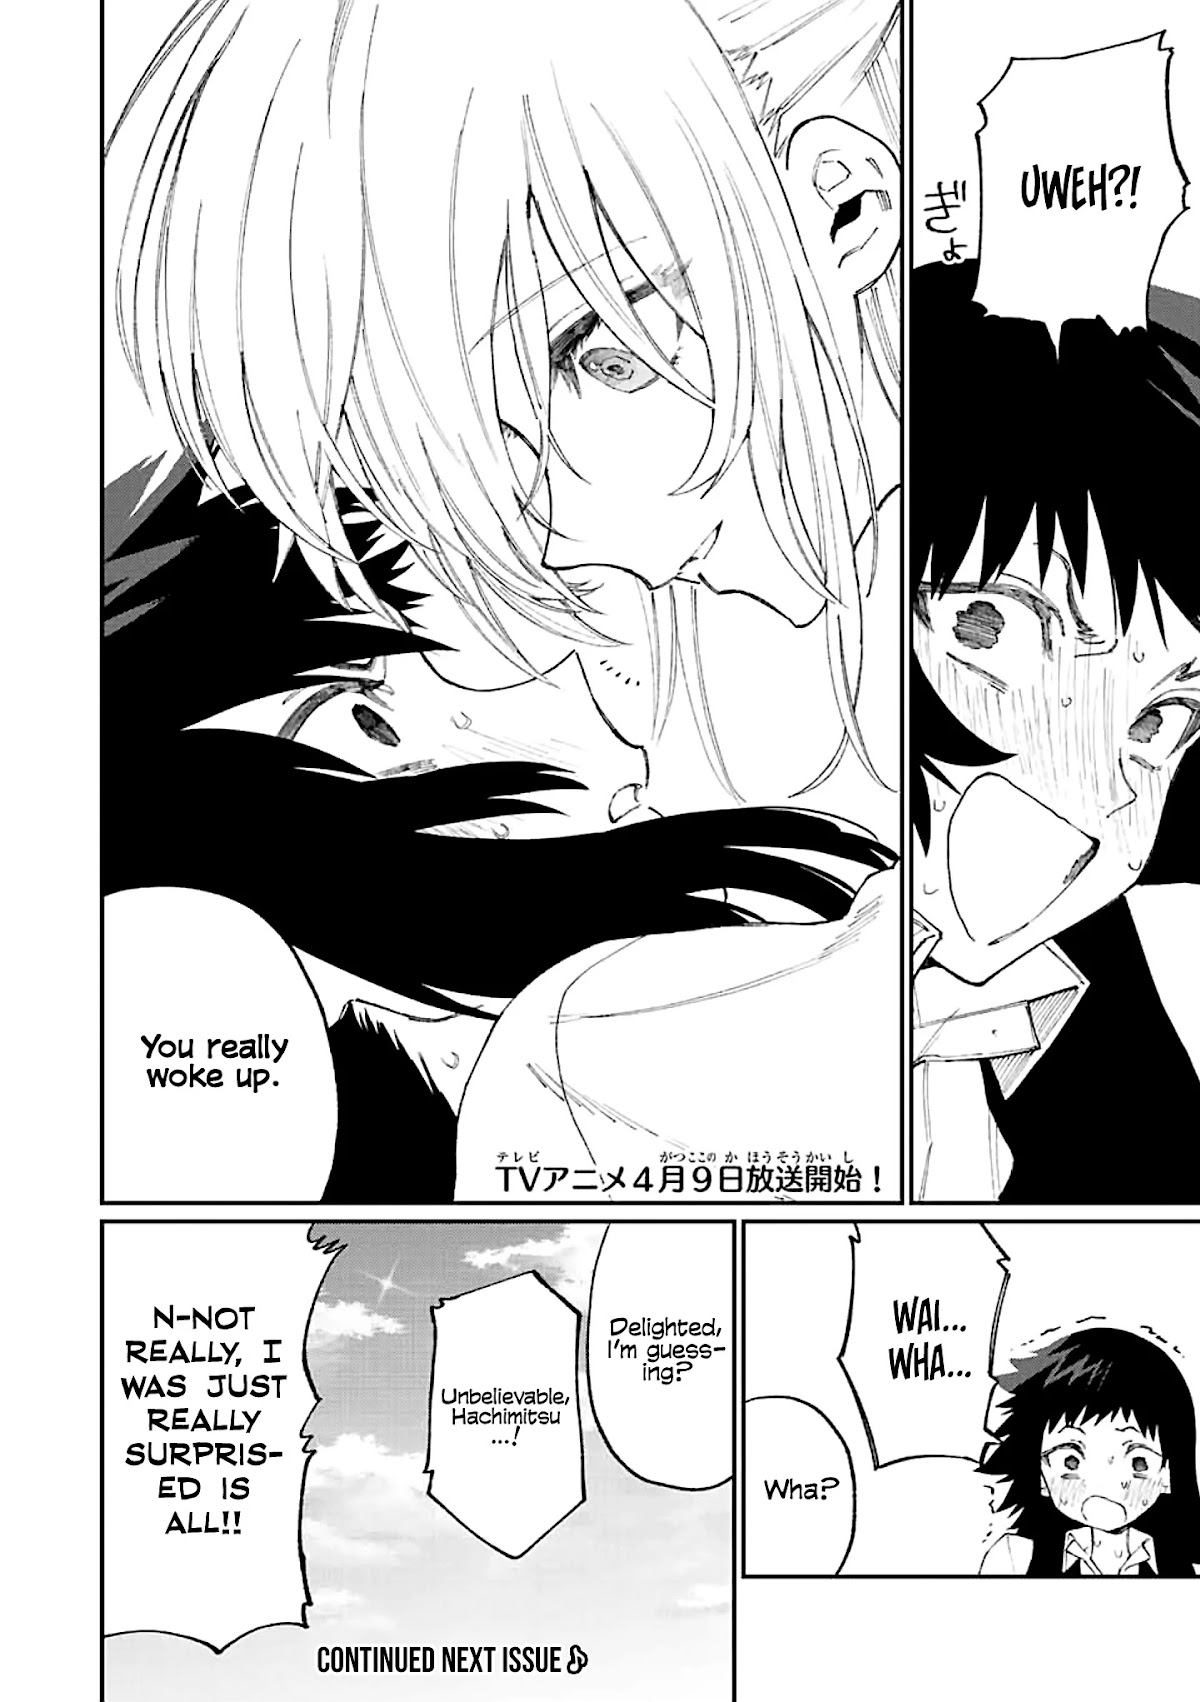 UWEH?!
ぎょ
You really
woke up.
テレビ がつここのかほうそうかいし
TVアニメ4月9日放送開始！
WAI...
WHA...
Wha?
Delighted,
I'm guess-
ing?
Unbelievable,
Hachimitsu
...!
N-NOT
REALLY, I
WAS JUST
REALLY
SURPRIS-
ED IS
ALL!!
CONTINUED NEXT ISSUE